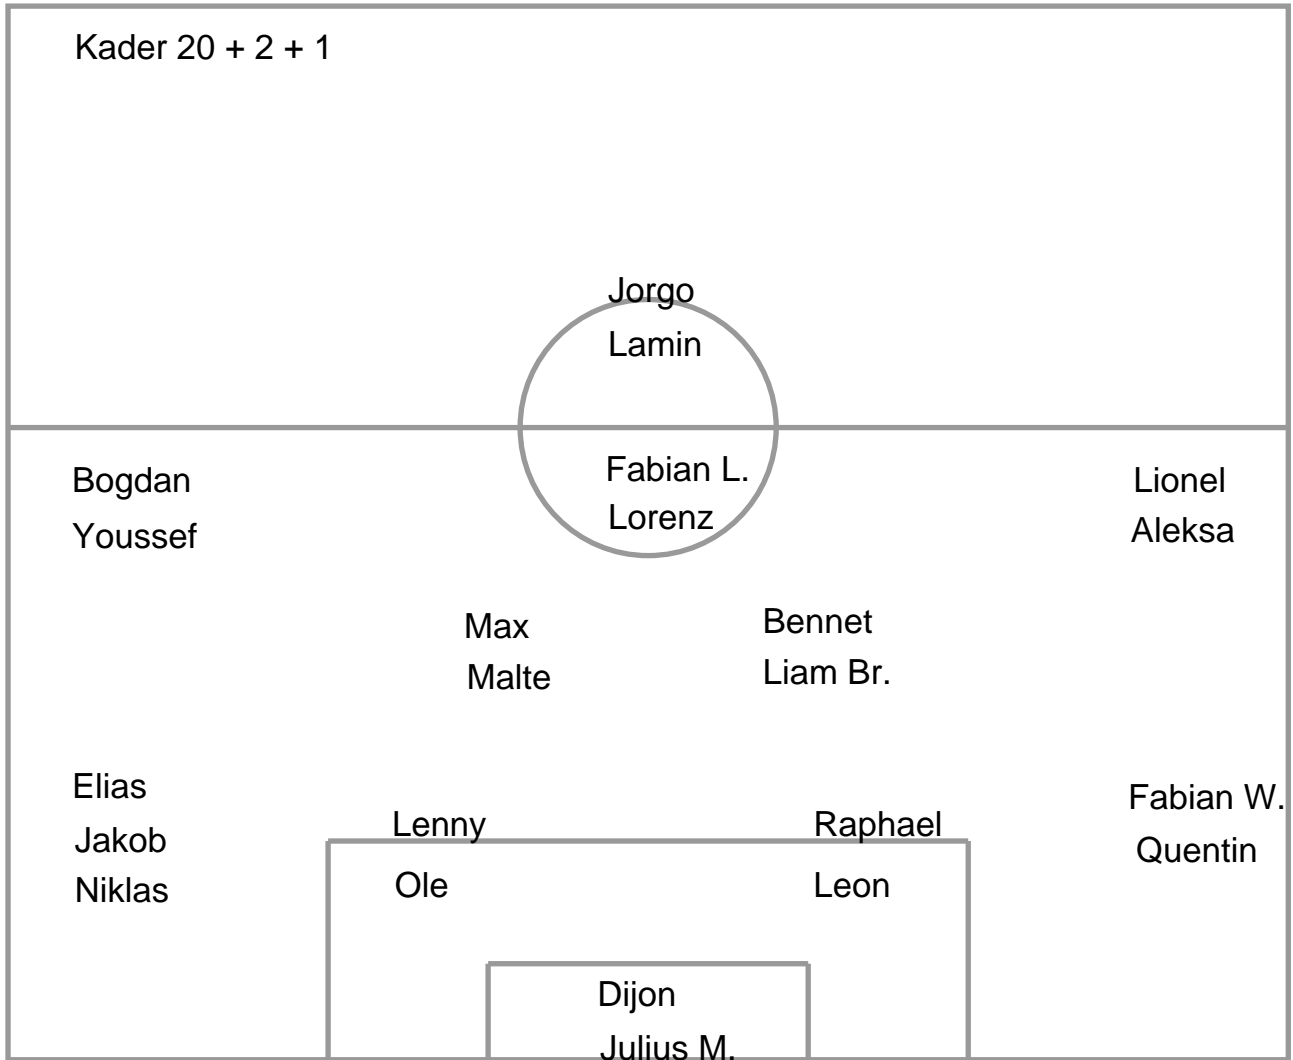 Kader 20 + 2 + 1
Jorgo
Lamin
Bogdan
Youssef
Fabian L.
Lorenz
Lionel
Aleksa
Max
Malte
Bennet
Liam Br.
Elias
Jakob
Niklas
Lenny
Ole
Raphael
Leon
Fabian W.
Quentin
Dijon
Julius M.